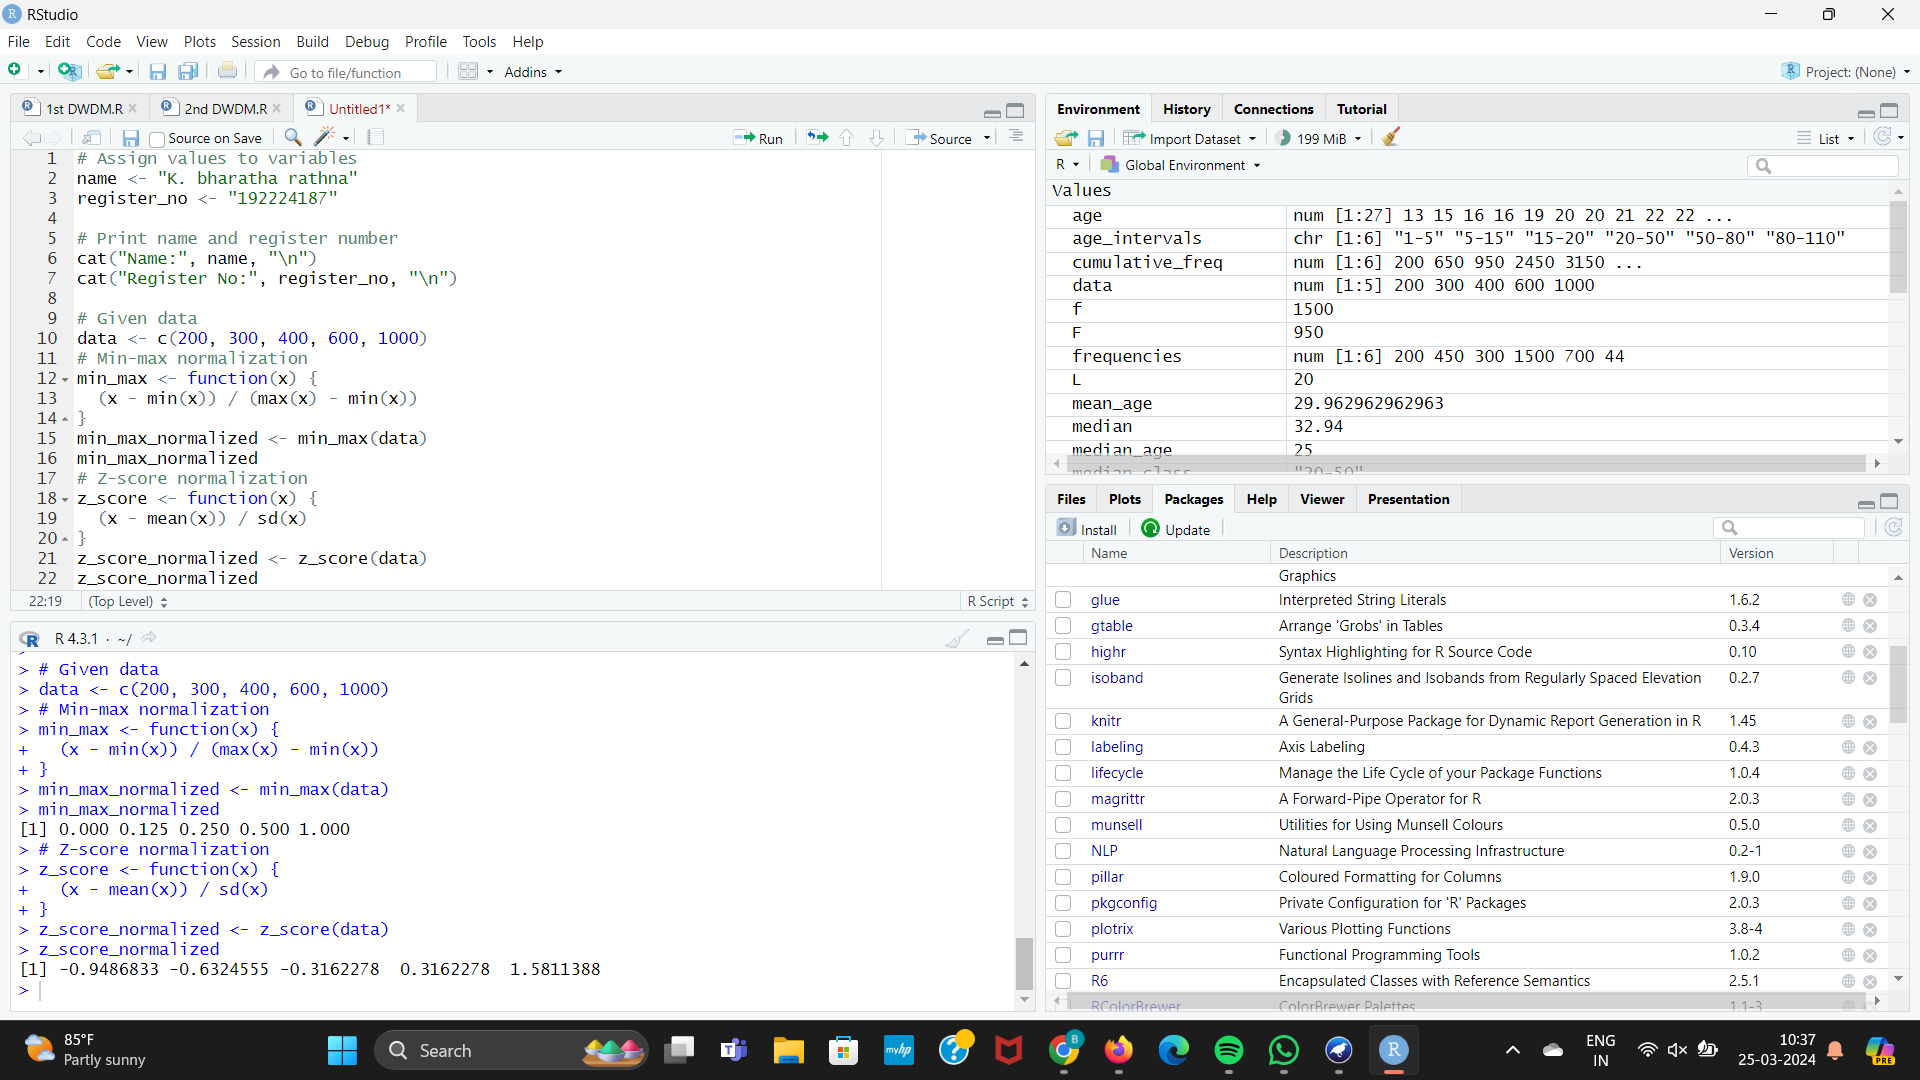 RStudio
File Edit Code View Plots Session Build Debug Profile Tools Help
Go to file/function Addins Project: (None)
1st DWDM.R 2nd DWDM.R Untitled1*
Source on Save Run Source
1 # Assign values to variables
2 name <- "K. bharatha rathna"
3 register_no <- "192224187"
4
5 # Print name and register number
6 cat("Name:", name, "\n")
7 cat("Register No:", register_no, "\n")
8
9 # Given data
10 data <- c(200, 300, 400, 600, 1000)
11 # Min-max normalization
12 min_max <- function(x) {
13 (x - min(x)) / (max(x) - min(x))
14 }
15 min_max_normalized <- min_max(data)
16 min_max_normalized
17 # Z-score normalization
18 z_score <- function(x) {
19 (x - mean(x)) / sd(x)
20 }
21 z_score_normalized <- z_score(data)
22 z_score_normalized
22:19 (Top Level) R Script
R R 4.3.1 · ~/
> # Given data
> data <- c(200, 300, 400, 600, 1000)
> # Min-max normalization
> min_max <- function(x) {
+ (x - min(x)) / (max(x) - min(x))
+ }
> min_max_normalized <- min_max(data)
> min_max_normalized
[1] 0.000 0.125 0.250 0.500 1.000
> # Z-score normalization
> z_score <- function(x) {
+ (x - mean(x)) / sd(x)
+ }
> z_score_normalized <- z_score(data)
> z_score_normalized
[1] -0.9486833 -0.6324555 -0.3162278 0.3162278 1.5811388
>
Environment History Connections Tutorial
Import Dataset 199 MiB List
R Global Environment
Values
age num [1:27] 13 15 16 16 19 20 20 21 22 22 ...
age_intervals chr [1:6] "1-5" "5-15" "15-20" "20-50" "50-80" "80-110"
cumulative_freq num [1:6] 200 650 950 2450 3150 ...
data num [1:5] 200 300 400 600 1000
f 1500
F 950
frequencies num [1:6] 200 450 300 1500 700 44
L 20
mean_age 29.962962962963
median 32.94
median_age 25
median_class "20-50"
Files Plots Packages Help Viewer Presentation
Install Update
Name Description Version
Graphics
glue Interpreted String Literals 1.6.2
gtable Arrange 'Grobs' in Tables 0.3.4
highr Syntax Highlighting for R Source Code 0.10
isoband Generate Isolines and Isobands from Regularly Spaced Elevation 0.2.7
Grids
knitr A General-Purpose Package for Dynamic Report Generation in R 1.45
labeling Axis Labeling 0.4.3
lifecycle Manage the Life Cycle of your Package Functions 1.0.4
magrittr A Forward-Pipe Operator for R 2.0.3
munsell Utilities for Using Munsell Colours 0.5.0
NLP Natural Language Processing Infrastructure 0.2-1
pillar Coloured Formatting for Columns 1.9.0
pkgconfig Private Configuration for 'R' Packages 2.0.3
plotrix Various Plotting Functions 3.8-4
purrr Functional Programming Tools 1.0.2
R6 Encapsulated Classes with Reference Semantics 2.5.1
RColorBrewer ColorBrewer Palettes 1.1-3
85°F
Partly sunny
Search
myhp
B
R
ENG
IN
10:37
25-03-2024
PRE